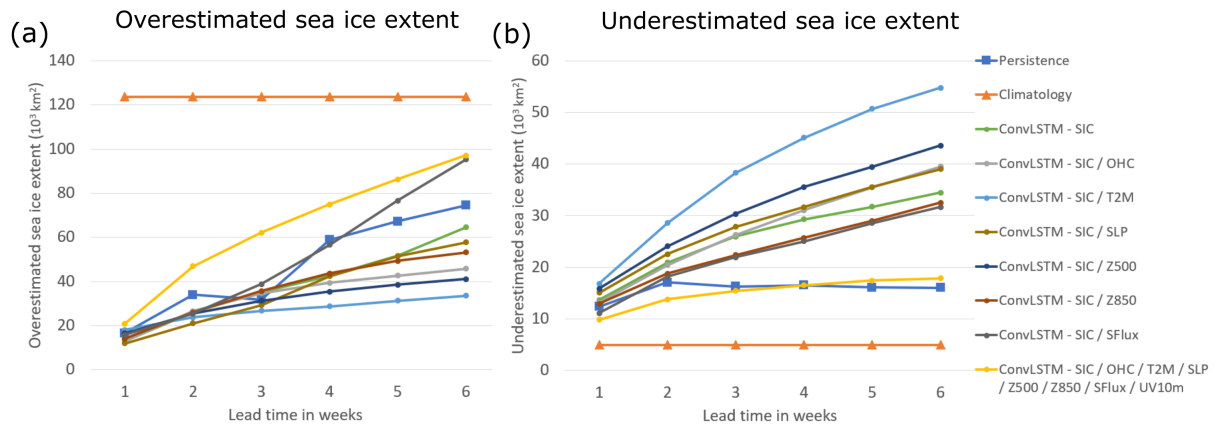 (a)
Overestimated sea ice extent
Overestimated sea ice extent (10³ km²)
140
120
100
80
60
40
20
0
1 2 3 4 5 6
Lead time in weeks
(b)
Underestimated sea ice extent
Underestimated sea ice extent (10³ km²)
60
50
40
30
20
10
0
1 2 3 4 5 6
Lead time in weeks
Persistence
Climatology
ConvLSTM - SIC
ConvLSTM - SIC / OHC
ConvLSTM - SIC / T2M
ConvLSTM - SIC / SLP
ConvLSTM - SIC / Z500
ConvLSTM - SIC / Z850
ConvLSTM - SIC / SFlux
ConvLSTM - SIC / OHC / T2M / SLP
/ Z500 / Z850 / SFlux / UV10m